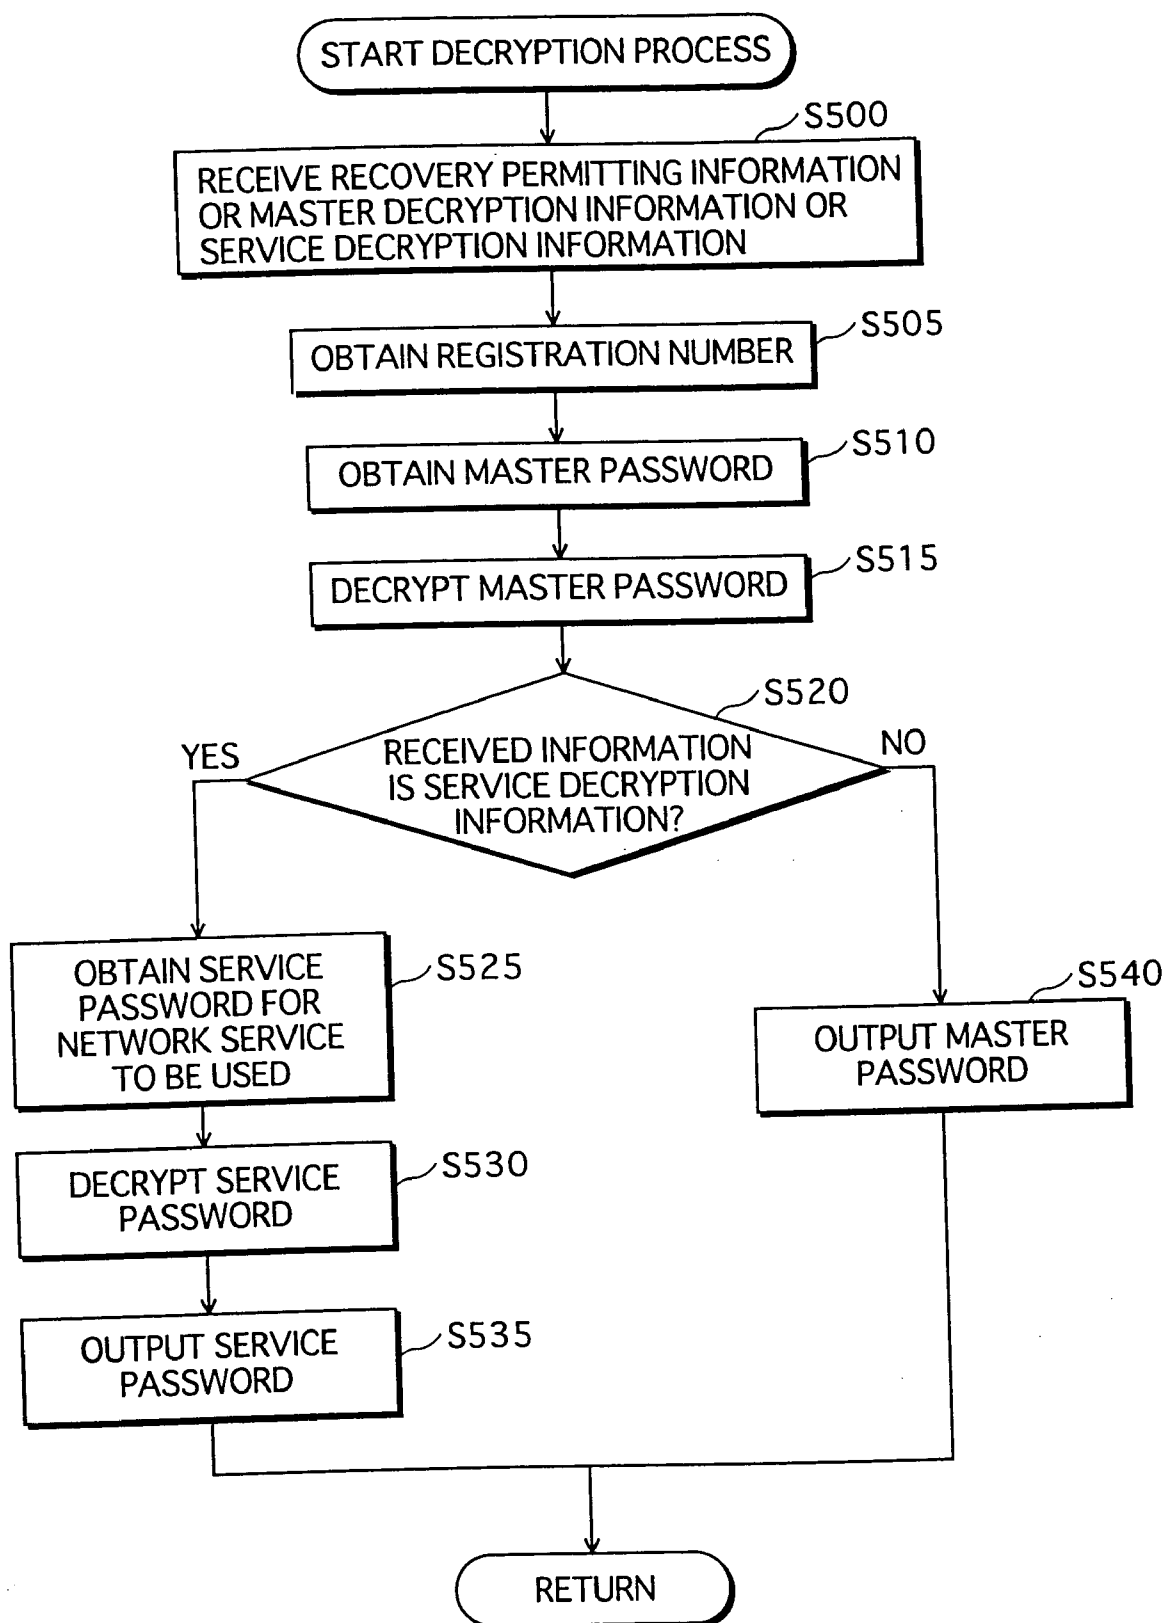 START DECRYPTION PROCESS
S500
RECEIVE RECOVERY PERMITTING INFORMATION
OR MASTER DECRYPTION INFORMATION OR
SERVICE DECRYPTION INFORMATION
S505
OBTAIN REGISTRATION NUMBER
S510
OBTAIN MASTER PASSWORD
S515
DECRYPT MASTER PASSWORD
S520
YES
NO
RECEIVED INFORMATION
IS SERVICE DECRYPTION
INFORMATION?
S525
OBTAIN SERVICE
PASSWORD FOR
NETWORK SERVICE
TO BE USED
S540
OUTPUT MASTER
PASSWORD
S530
DECRYPT SERVICE
PASSWORD
S535
OUTPUT SERVICE
PASSWORD
RETURN